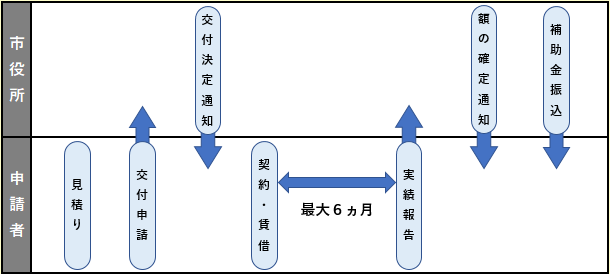 市役所
交付決定通知
額の確定通知
補助金振込
申請者
見積り
交付申請
契約・賃借
最大６ヵ月
実績報告